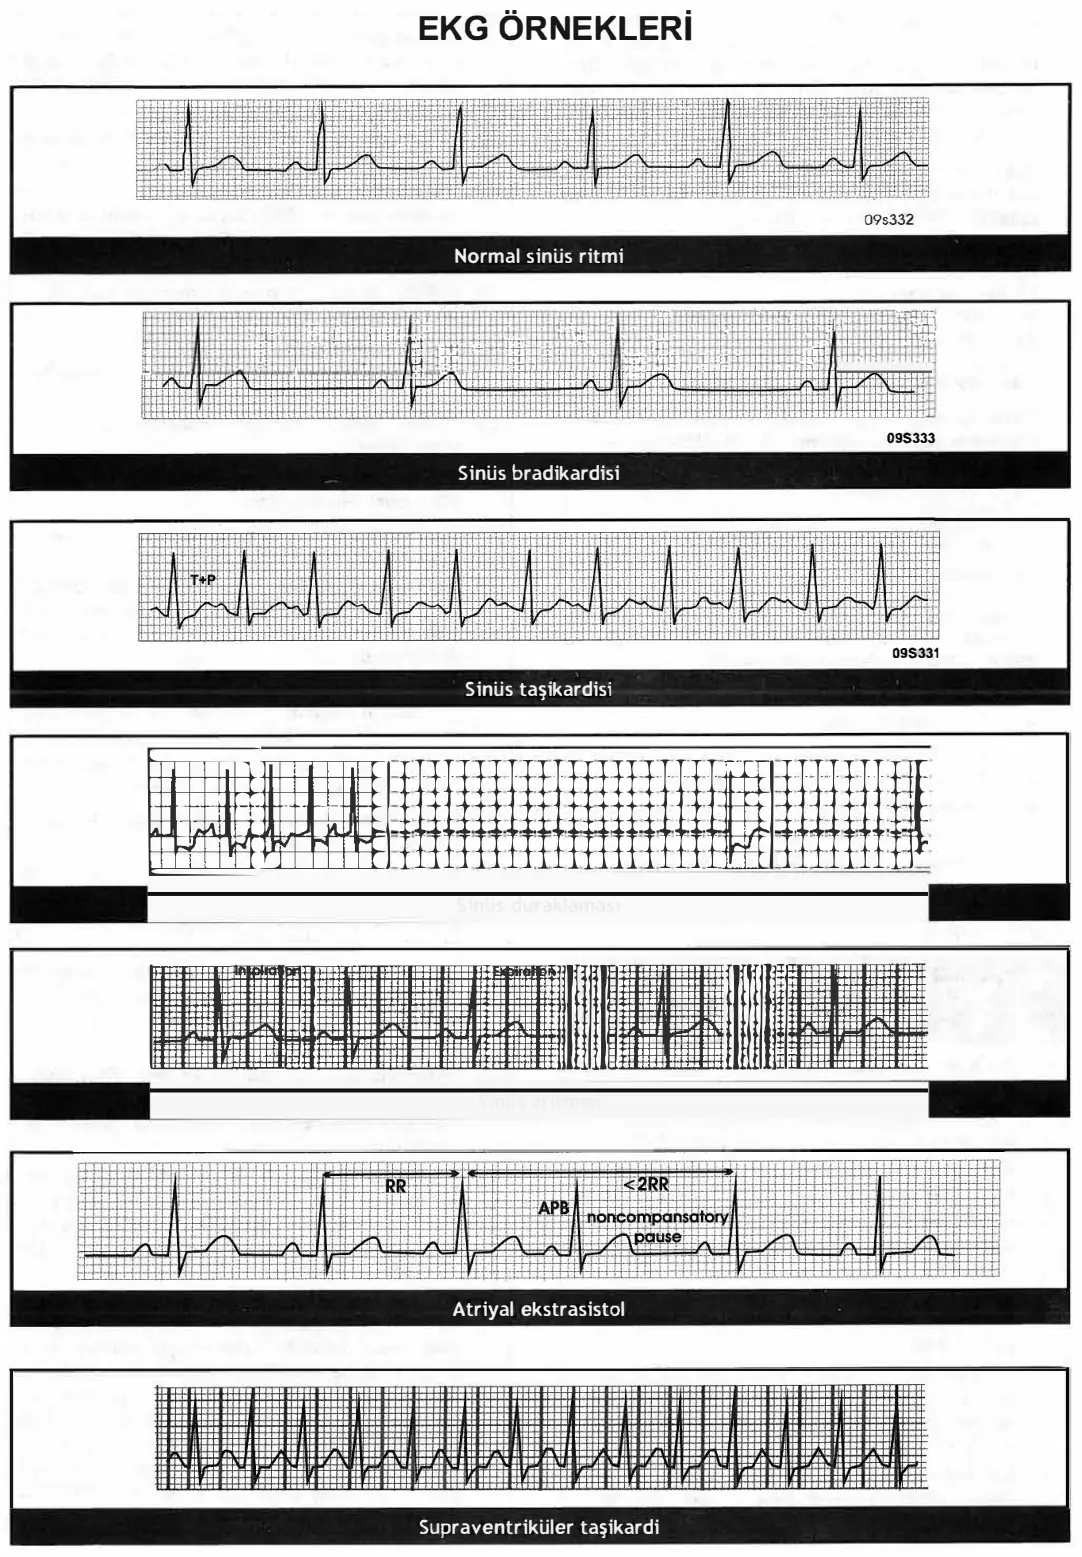 EKG ÖRNEKLERİ
09s332
Normal sinüs ritmi
09S333
Sinüs bradikardisi
T+P
09S331
Sinüs taşikardisi
Sinüs duraklaması
Inspiration Expiration
Sinüs aritmisi
RR <2RR
APB noncompansatory
pause
Atriyal ekstrasistol
Supraventriküler taşikardi